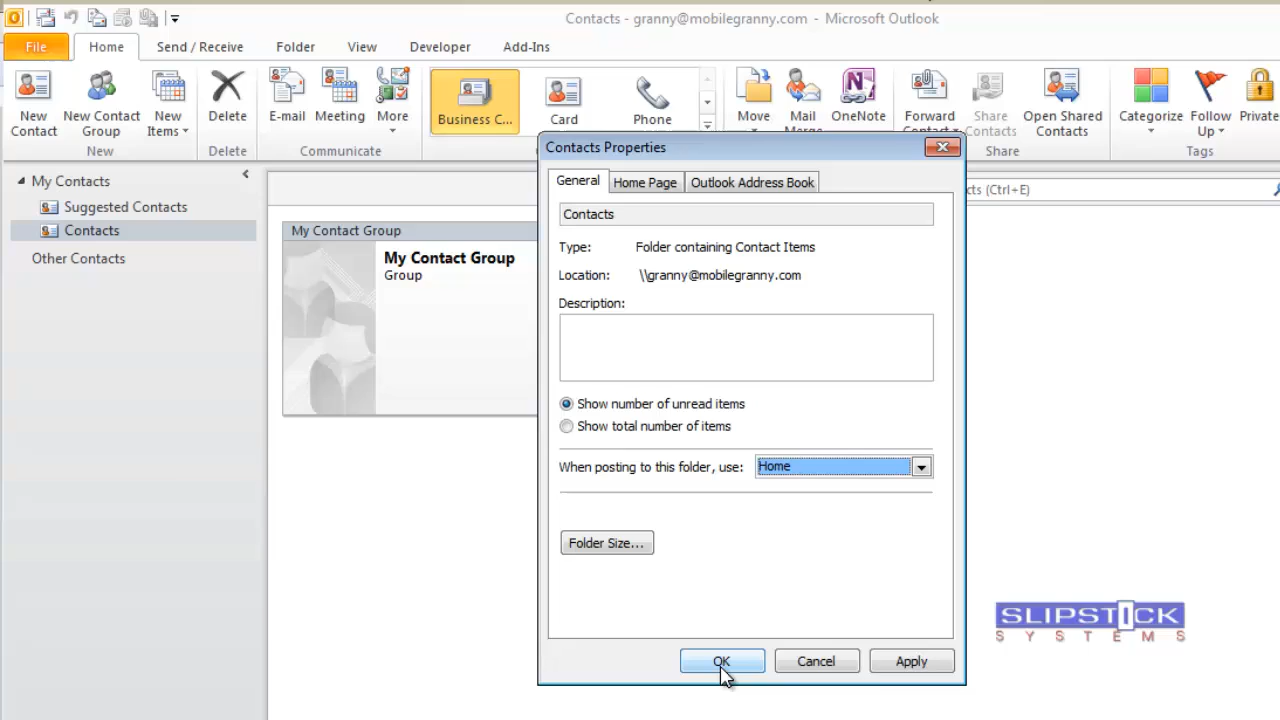 Contacts - granny@mobilegranny.com - Microsoft Outlook
File Home Send / Receive Folder View Developer Add-Ins
New Contact
New Contact Group
New Items
Delete
E-mail
Meeting
More
Business C...
Card
Phone
Move
Mail Merge
OneNote
Forward Contact
Share Contacts
Open Shared Contacts
Categorize
Follow Up
Private
New
Delete
Communicate
Share
Tags
My Contacts
Suggested Contacts
Contacts
Other Contacts
cts (Ctrl+E)
My Contact Group
My Contact Group
Group
Contacts Properties
General Home Page Outlook Address Book
Contacts
Type: Folder containing Contact Items
Location: \\granny@mobilegranny.com
Description:
Show number of unread items
Show total number of items
When posting to this folder, use: Home
Folder Size...
OK Cancel Apply
SLIPSTICK
SYSTEMS